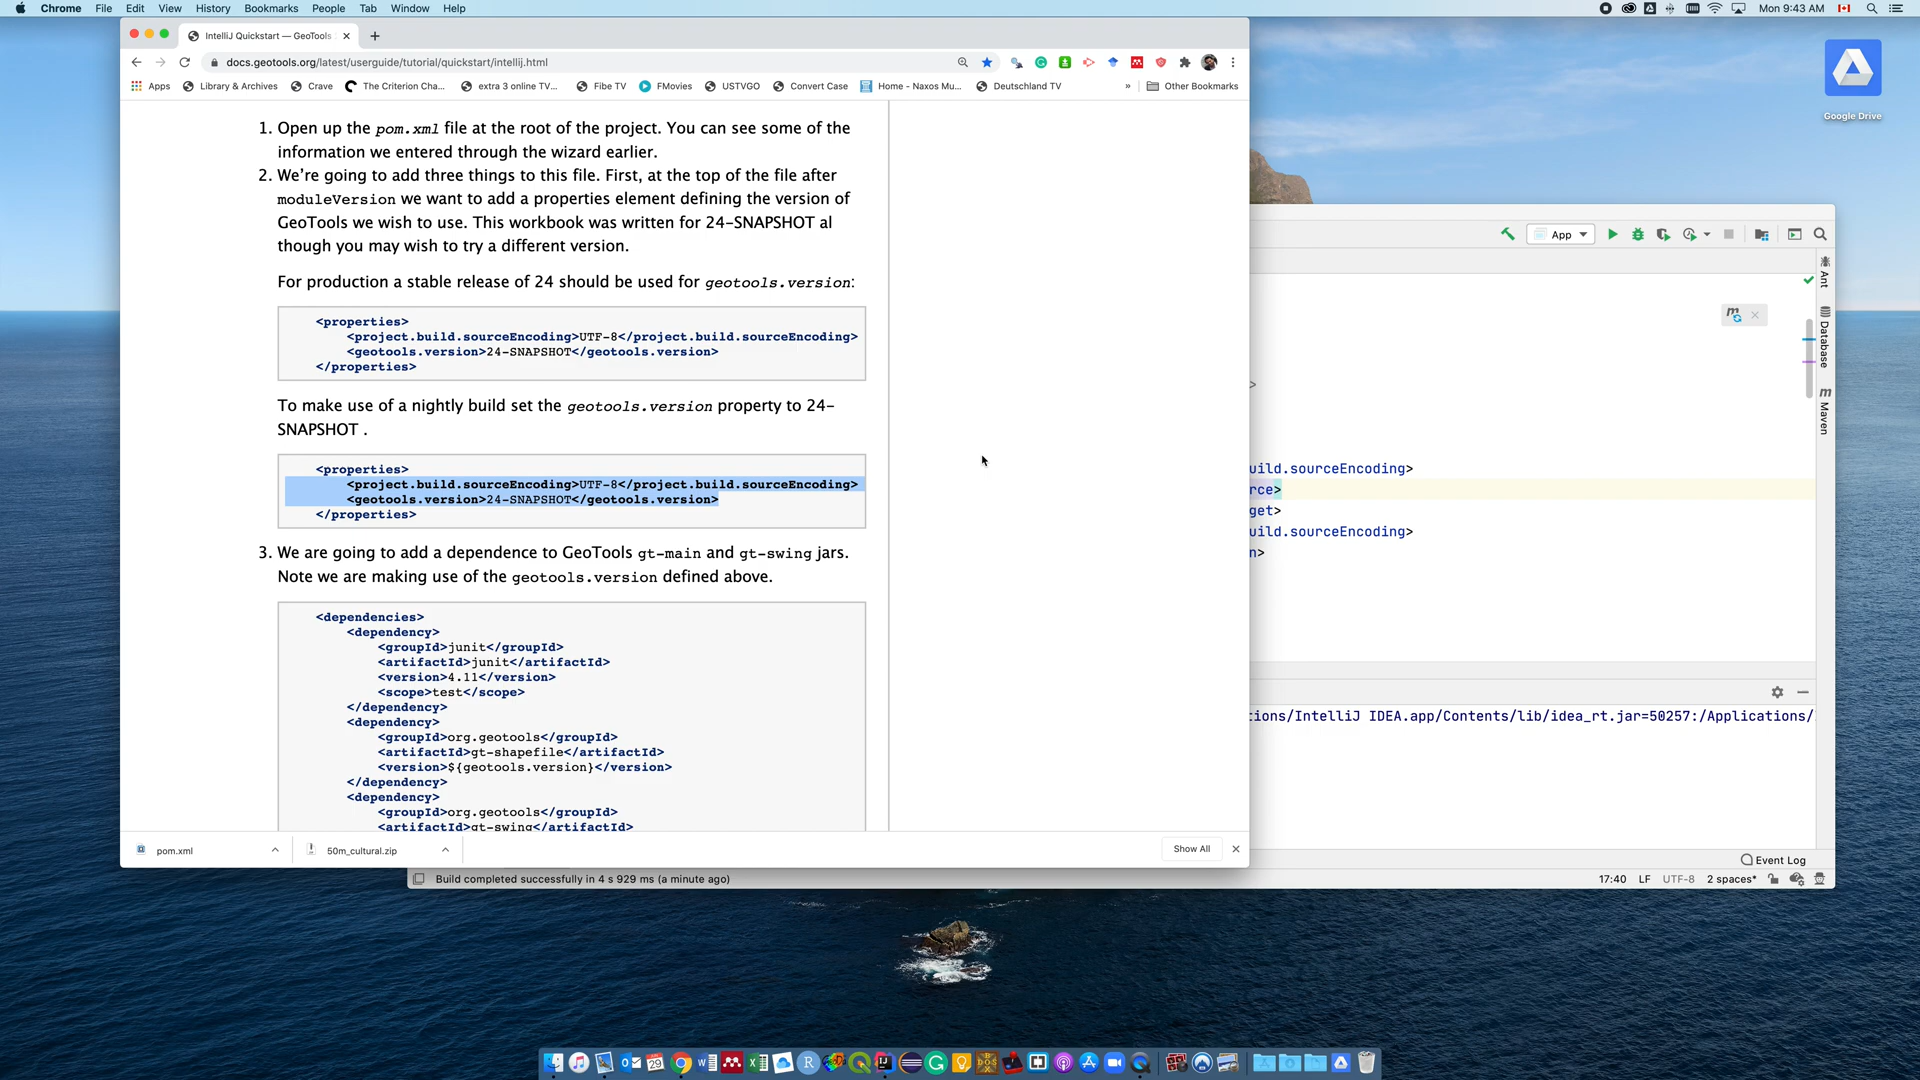 Chrome File Edit View History Bookmarks People Tab Window Help
Mon 9:43 AM
IntelliJ Quickstart — GeoTools
docs.geotools.org/latest/userguide/tutorial/quickstart/intellij.html
Apps Library & Archives Crave The Criterion Cha... extra 3 online TV... Fibe TV FMovies USTVGO Convert Case Home - Naxos Mu... Deutschland TV » Other Bookmarks
1. Open up the pom.xml file at the root of the project. You can see some of the
information we entered through the wizard earlier.
2. We’re going to add three things to this file. First, at the top of the file after
moduleVersion we want to add a properties element defining the version of
GeoTools we wish to use. This workbook was written for 24-SNAPSHOT al
though you may wish to try a different version.
For production a stable release of 24 should be used for geotools.version:
<properties>
<project.build.sourceEncoding>UTF-8</project.build.sourceEncoding>
<geotools.version>24-SNAPSHOT</geotools.version>
</properties>
To make use of a nightly build set the geotools.version property to 24-
SNAPSHOT .
<properties>
<project.build.sourceEncoding>UTF-8</project.build.sourceEncoding>
<geotools.version>24-SNAPSHOT</geotools.version>
</properties>
3. We are going to add a dependence to GeoTools gt-main and gt-swing jars.
Note we are making use of the geotools.version defined above.
<dependencies>
<dependency>
<groupId>junit</groupId>
<artifactId>junit</artifactId>
<version>4.11</version>
<scope>test</scope>
</dependency>
<dependency>
<groupId>org.geotools</groupId>
<artifactId>gt-shapefile</artifactId>
<version>${geotools.version}</version>
</dependency>
<dependency>
<groupId>org.geotools</groupId>
<artifactId>gt-swing</artifactId>
pom.xml
50m_cultural.zip
Show All
Google Drive
App
Ant
Database
m
Maven
>
uild.sourceEncoding>
rce>
get>
uild.sourceEncoding>
n>
tions/IntelliJ IDEA.app/Contents/lib/idea_rt.jar=50257:/Applications/
Event Log
Build completed successfully in 4 s 929 ms (a minute ago)
17:40 LF UTF-8 2 spaces*